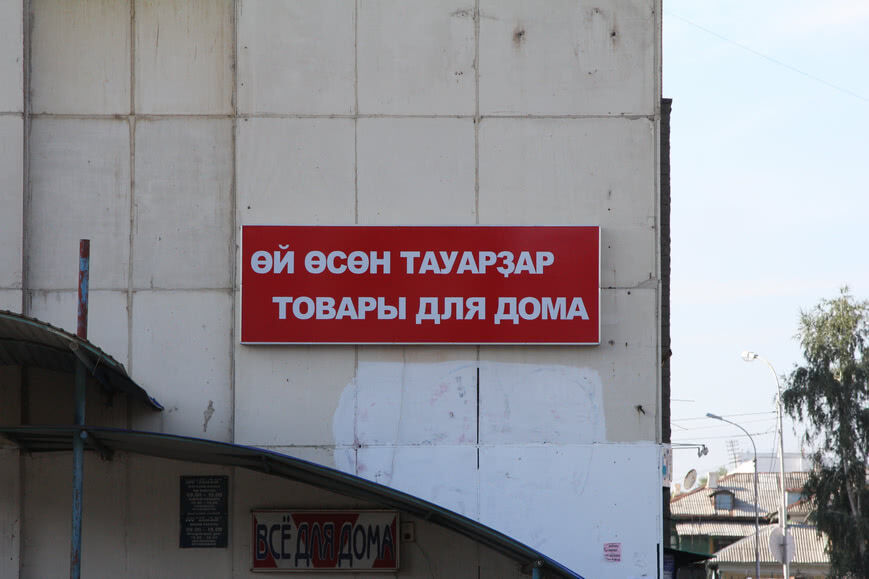 ӨЙ ӨСӨН ТАУАРҘАР
ТОВАРЫ ДЛЯ ДОМА
ВСЁ ДЛЯ ДОМА